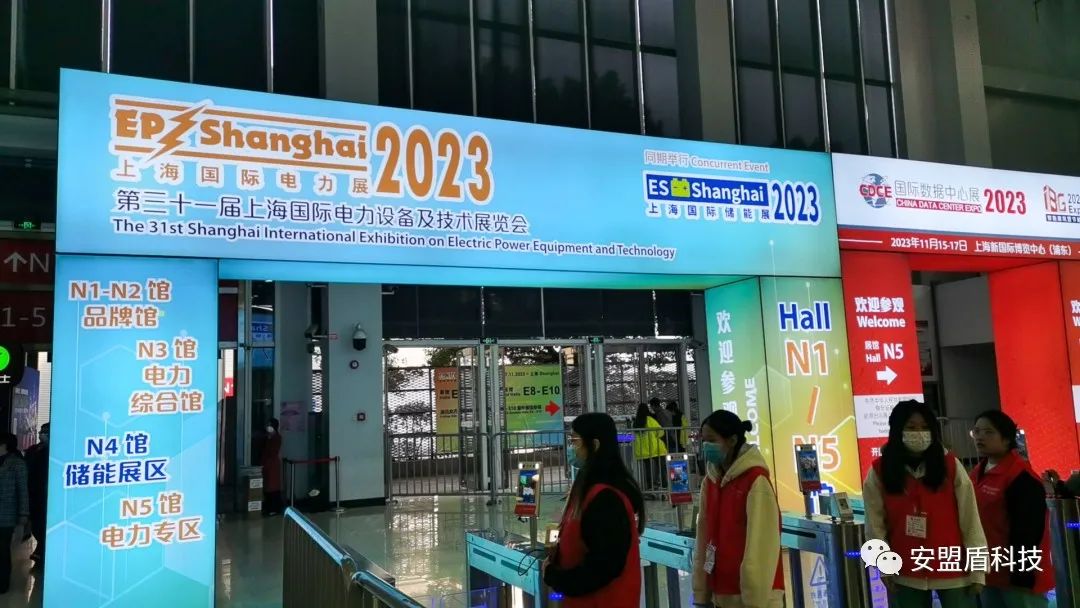 EP Shanghai 2023
上海国际电力展
第三十一届上海国际电力设备及技术展览会
The 31st Shanghai International Exhibition on Electric Power Equipment and Technology
同期举行 Concurrent Event
ES Shanghai 2023
上海国际储能展
CDCE 国际数据中心展 2023
CHINA DATA CENTER EXPO
2023年11月15-17日 上海新国际博览中心（浦东）
N1-N2 馆
品牌馆
N3 馆
电力
综合馆
N4 馆
储能展区
N5 馆
电力专区
N
1-5
E8-E10
欢迎参观
WELCOME
Hall
N1
/
N5
欢迎参观
Welcome
展馆
Hall N5
安盟盾科技